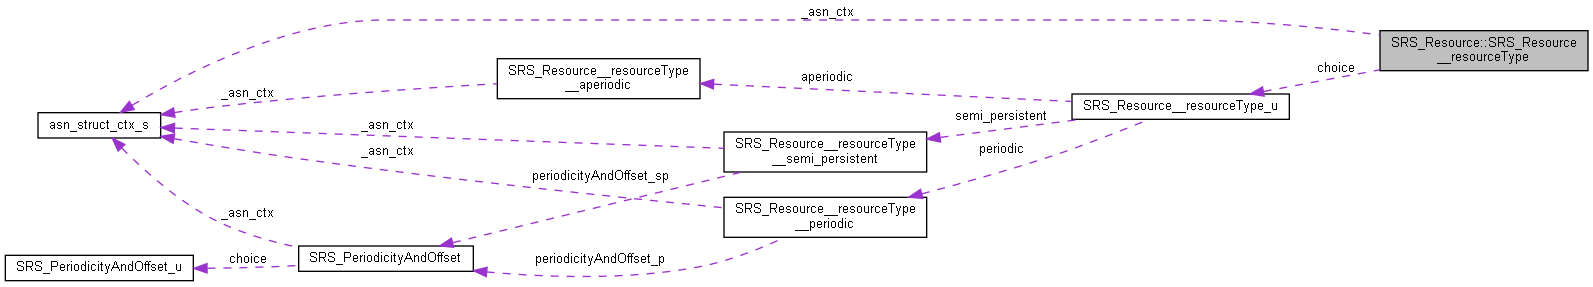 _asn_ctx
SRS_Resource::SRS_Resource
__resourceType
choice
SRS_Resource__resourceType
__aperiodic
aperiodic
_asn_ctx
SRS_Resource__resourceType_u
asn_struct_ctx_s
_asn_ctx
semi_persistent
SRS_Resource__resourceType
__semi_persistent
_asn_ctx
periodic
periodicityAndOffset_sp
SRS_Resource__resourceType
__periodic
_asn_ctx
SRS_PeriodicityAndOffset
choice
periodicityAndOffset_p
SRS_PeriodicityAndOffset_u